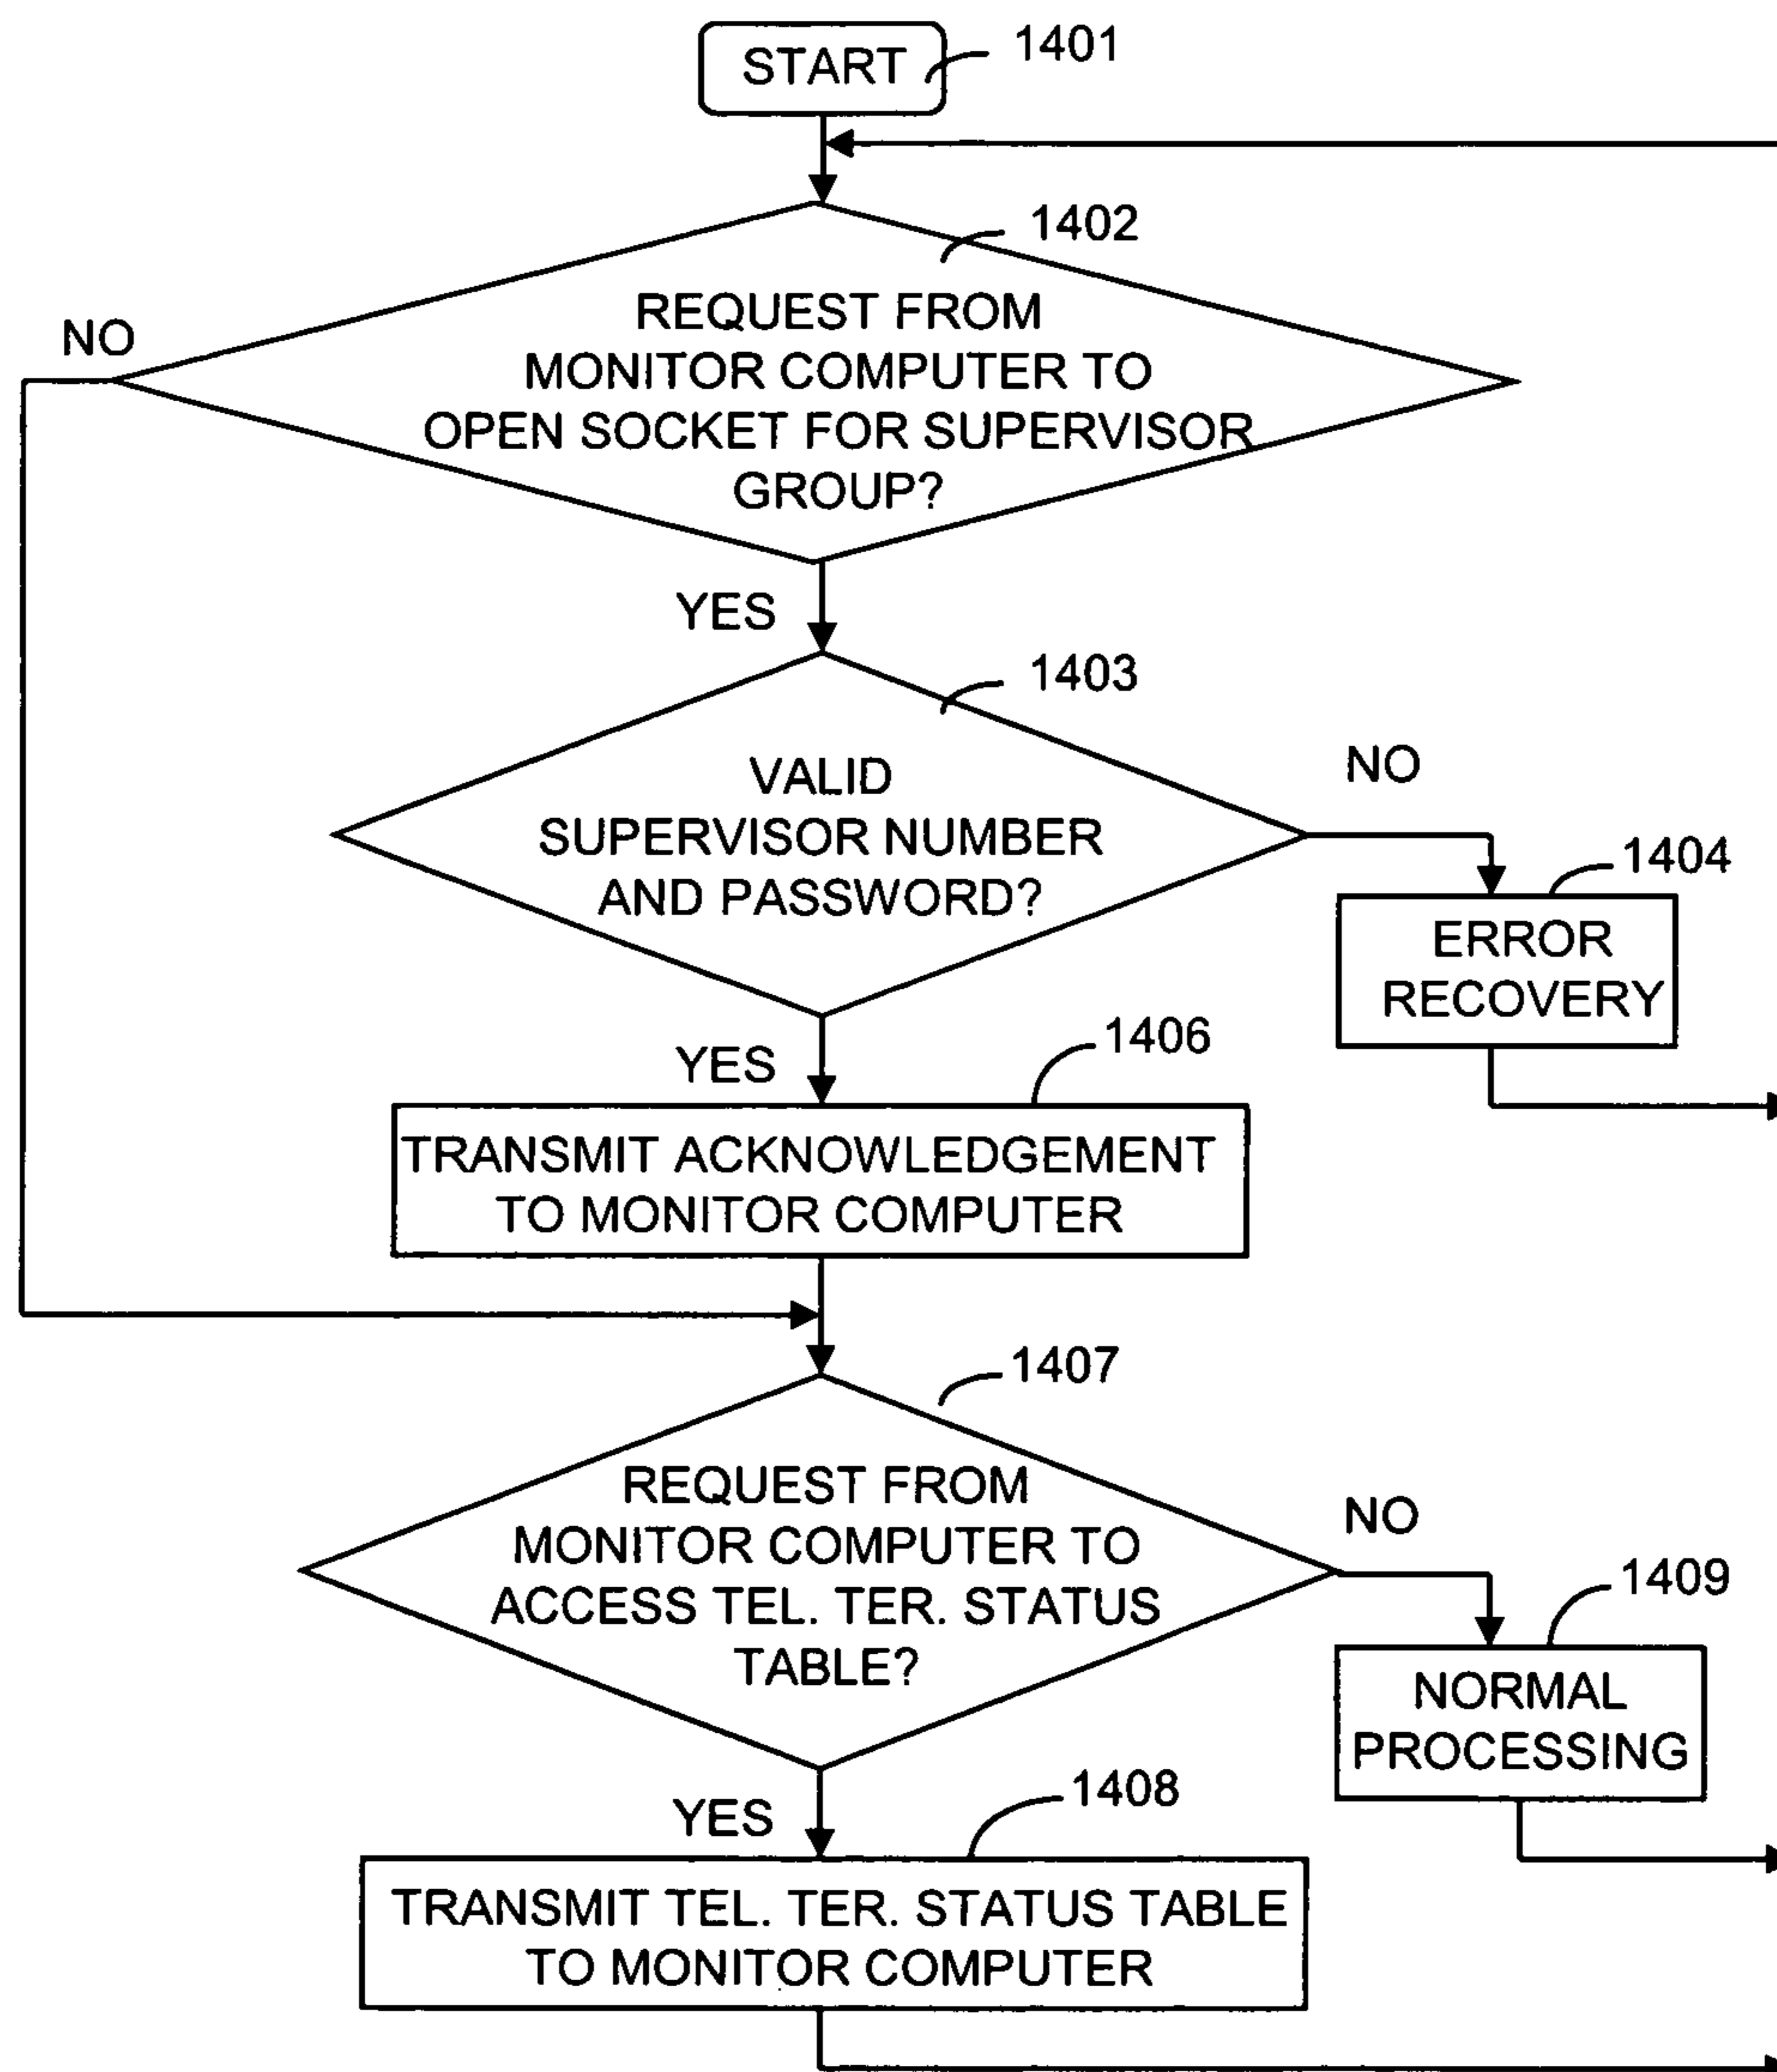 START
1401
1402
REQUEST FROM
MONITOR COMPUTER TO
OPEN SOCKET FOR SUPERVISOR
GROUP?
NO
YES
1403
VALID
SUPERVISOR NUMBER
AND PASSWORD?
NO
1404
ERROR
RECOVERY
YES
1406
TRANSMIT ACKNOWLEDGEMENT
TO MONITOR COMPUTER
1407
REQUEST FROM
MONITOR COMPUTER TO
ACCESS TEL. TER. STATUS
TABLE?
NO
1409
NORMAL
PROCESSING
YES
1408
TRANSMIT TEL. TER. STATUS TABLE
TO MONITOR COMPUTER